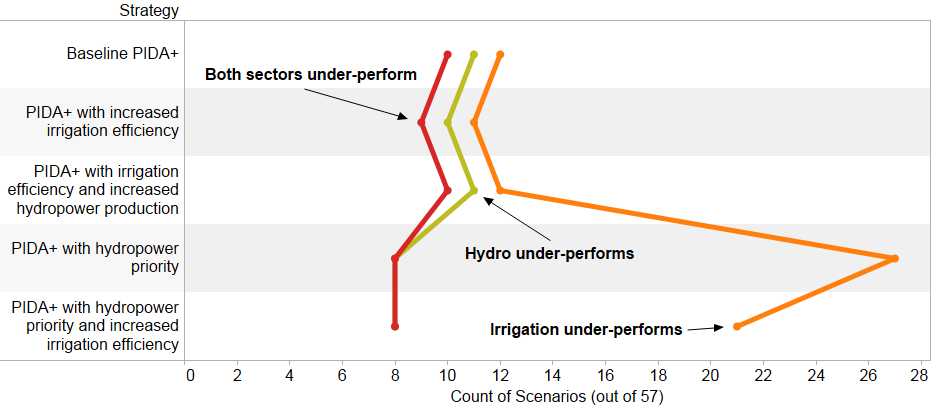 Strategy
Baseline PIDA+
Both sectors under-perform
PIDA+ with increased
irrigation efficiency
PIDA+ with irrigation
efficiency and increased
hydropower production
PIDA+ with hydropower
priority
Hydro under-performs
PIDA+ with hydropower
priority and increased
irrigation efficiency
Irrigation under-performs
0 2 4 6 8 10 12 14 16 18 20 22 24 26 28
Count of Scenarios (out of 57)